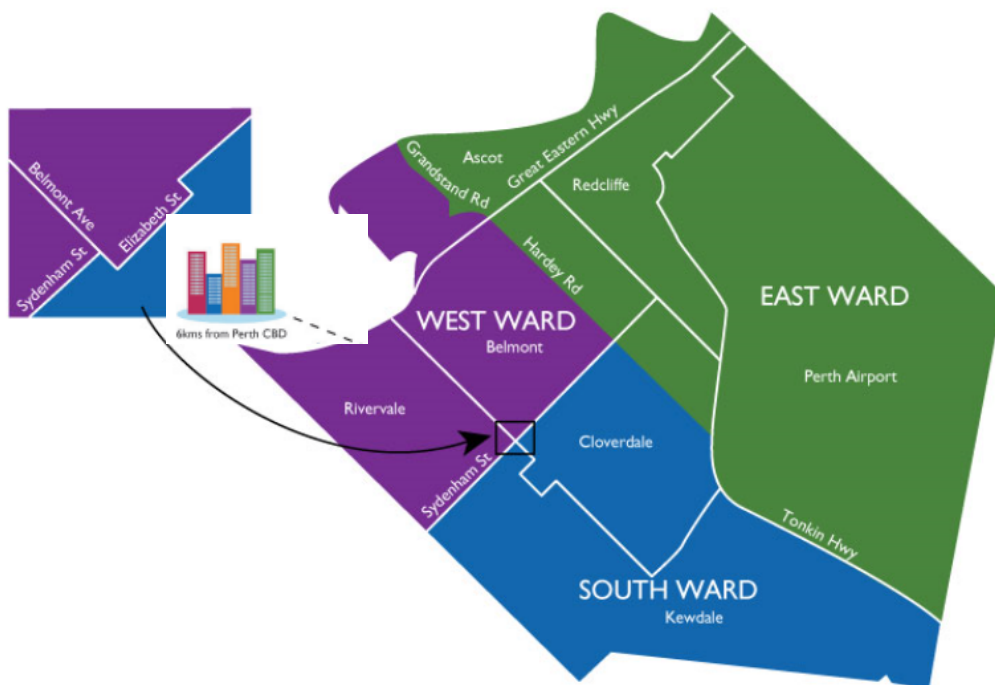 Belmont Ave
Elizabeth St
Sydenham St
6kms from Perth CBD
Ascot
Great Eastern Hwy
Grandstand Rd
Redcliffe
Hardey Rd
EAST WARD
Perth Airport
WEST WARD
Belmont
Rivervale
Cloverdale
Sydenham St
Tonkin Hwy
SOUTH WARD
Kewdale